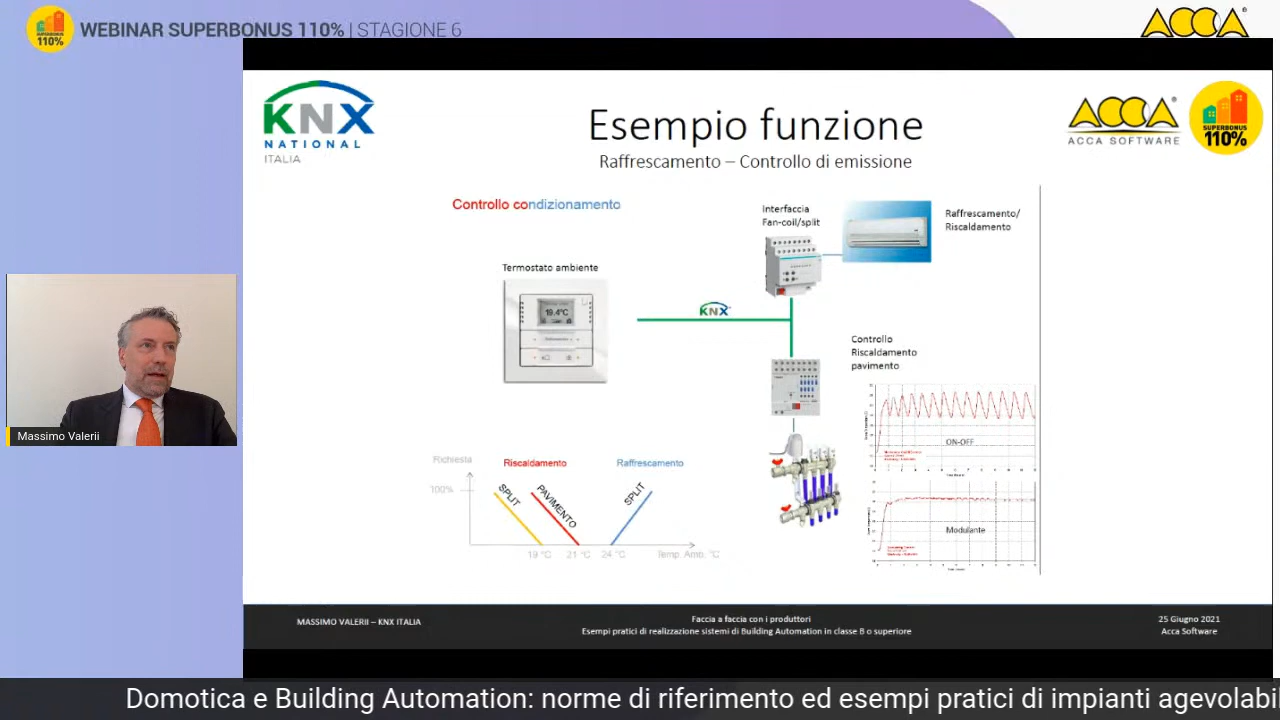 WEBINAR SUPERBONUS 110% | STAGIONE 6
SUPERBONUS
110%
ACCA
KNX
NATIONAL
ITALIA
Esempio funzione
Raffrescamento – Controllo di emissione
ACCA
ACCA SOFTWARE
SUPERBONUS
110%
Controllo condizionamento
Interfaccia
Fan-coil/split
Raffrescamento/
Riscaldamento
Termostato ambiente
19.4°C
KNX
Controllo
Riscaldamento
pavimento
ON-OFF
Modulante
Richiesta
Riscaldamento
Raffrescamento
100%
SPLIT
PAVIMENTO
SPLIT
19 °C
21 °C
24 °C
Temp. Amb. °C
Massimo Valerii
MASSIMO VALERII – KNX ITALIA
Faccia a faccia con i produttori
Esempi pratici di realizzazione sistemi di Building Automation in classe B o superiore
25 Giugno 2021
Acca Software
Domotica e Building Automation: norme di riferimento ed esempi pratici di impianti agevolabi